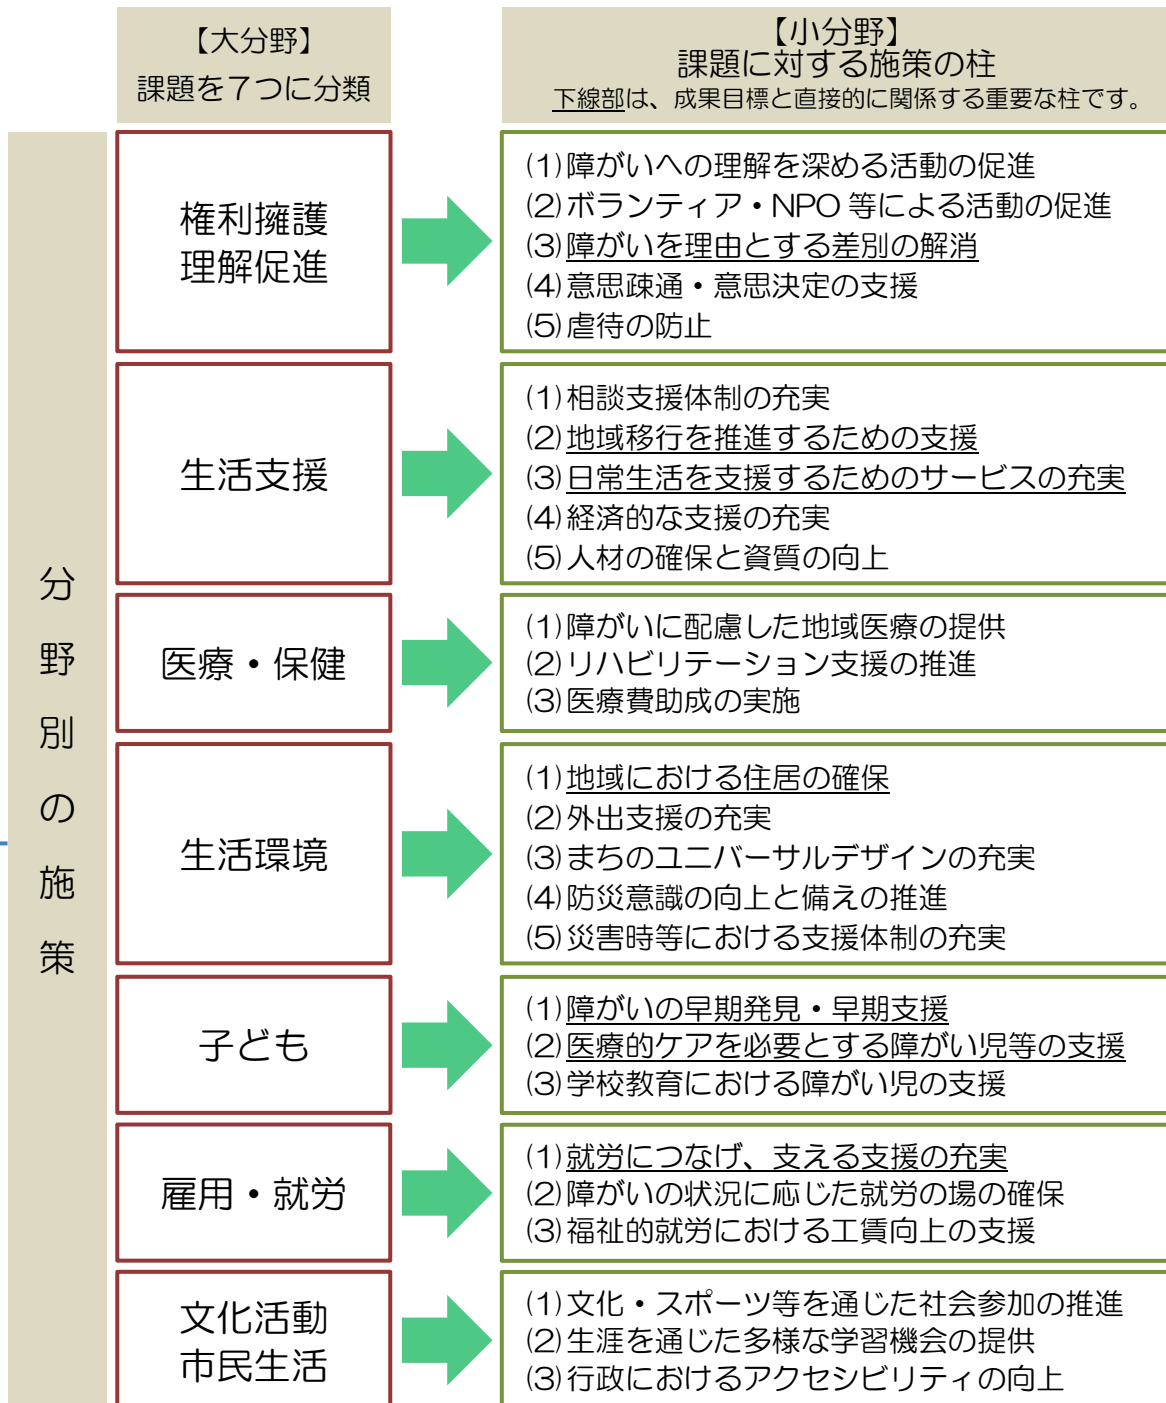 【大分野】
課題を7つに分類
【小分野】
課題に対する施策の柱
下線部は、成果目標と直接的に関係する重要な柱です。
分野別の施策
権利擁護
理解促進
(1)障がいへの理解を深める活動の促進
(2)ボランティア・NPO等による活動の促進
(3)障がいを理由とする差別の解消
(4)意思疎通・意思決定の支援
(5)虐待の防止
生活支援
(1)相談支援体制の充実
(2)地域移行を推進するための支援
(3)日常生活を支援するためのサービスの充実
(4)経済的な支援の充実
(5)人材の確保と資質の向上
医療・保健
(1)障がいに配慮した地域医療の提供
(2)リハビリテーション支援の推進
(3)医療費助成の実施
生活環境
(1)地域における住居の確保
(2)外出支援の充実
(3)まちのユニバーサルデザインの充実
(4)防災意識の向上と備えの推進
(5)災害時等における支援体制の充実
子ども
(1)障がいの早期発見・早期支援
(2)医療的ケアを必要とする障がい児等の支援
(3)学校教育における障がい児の支援
雇用・就労
(1)就労につなげ、支える支援の充実
(2)障がいの状況に応じた就労の場の確保
(3)福祉的就労における工賃向上の支援
文化活動
市民生活
(1)文化・スポーツ等を通じた社会参加の推進
(2)生涯を通じた多様な学習機会の提供
(3)行政におけるアクセシビリティの向上